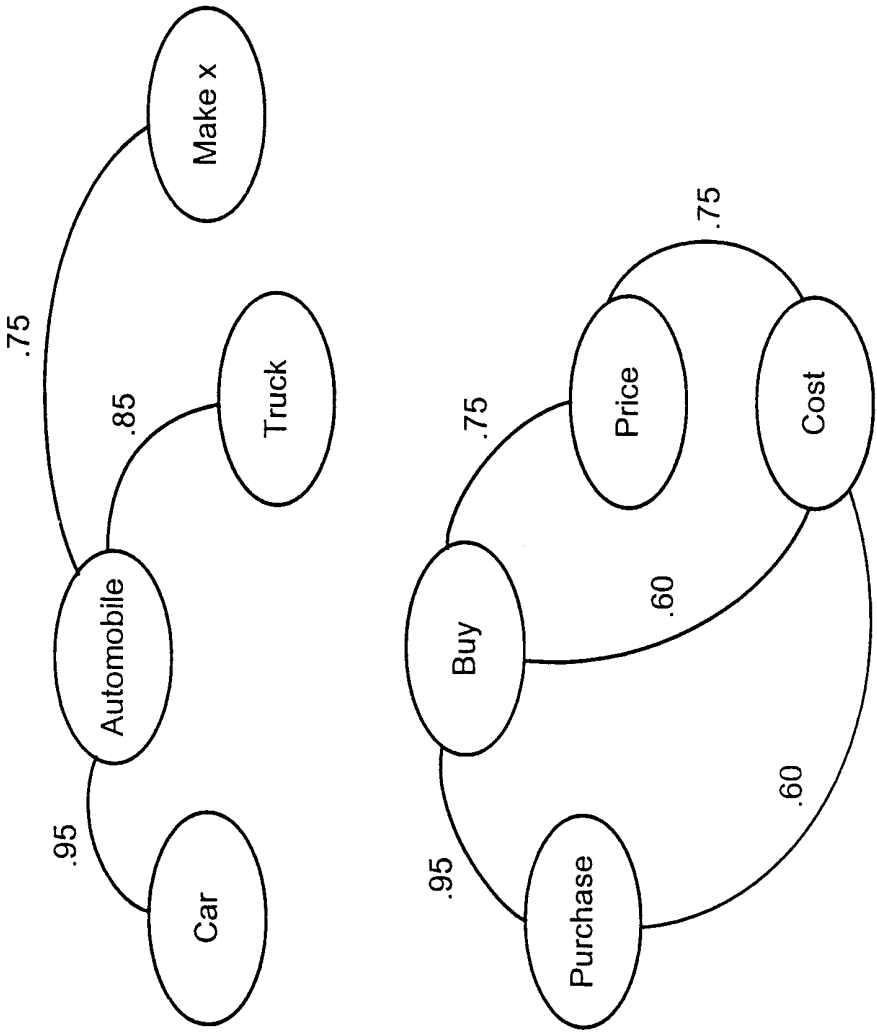 .75
.95
.85
Automobile
Car
Truck
Make x
.95
.75
.75
Buy
.60
Purchase
Price
.60
Cost